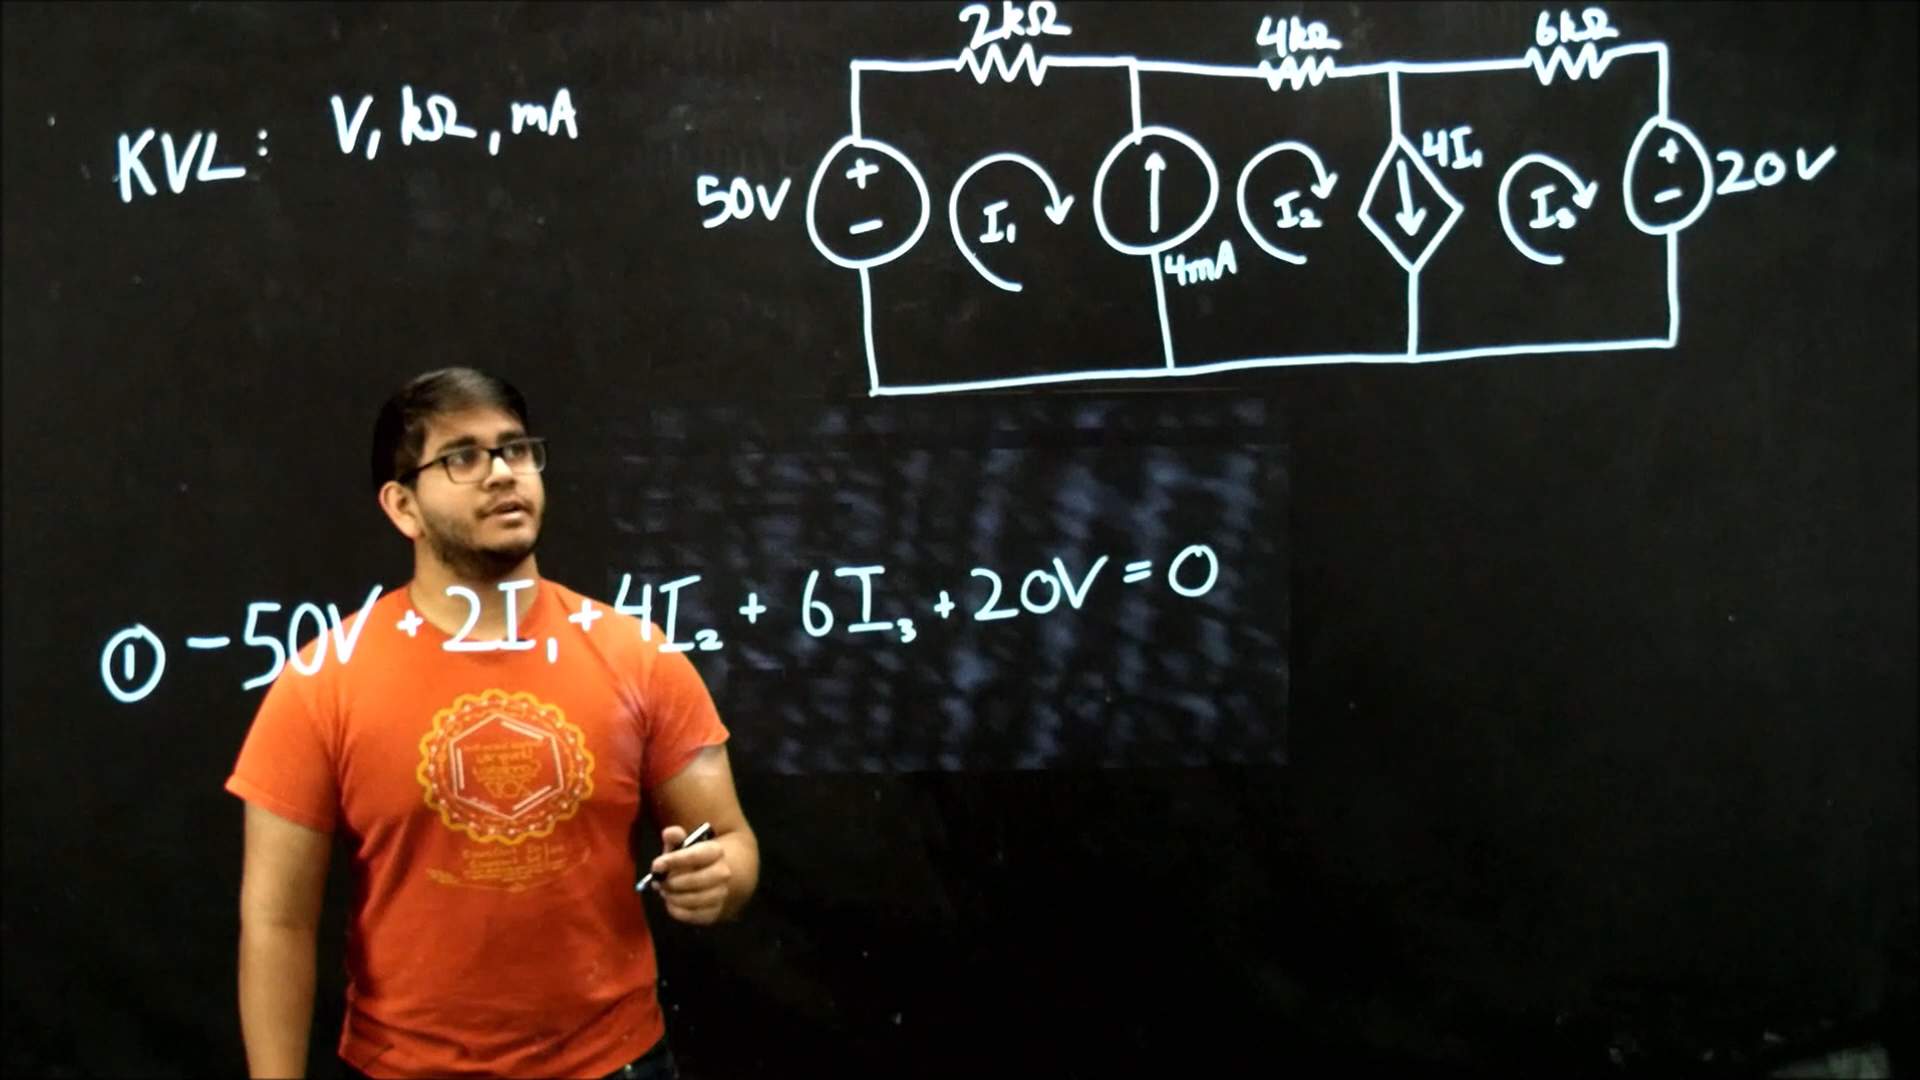 KVL: V, kΩ, mA
2kΩ 4kΩ 6kΩ
50V + - I₁ 4mA I₂ 4I₁ I₃ + - 20V
① -50V + 2I₁ + 4I₂ + 6I₃ + 20V = 0